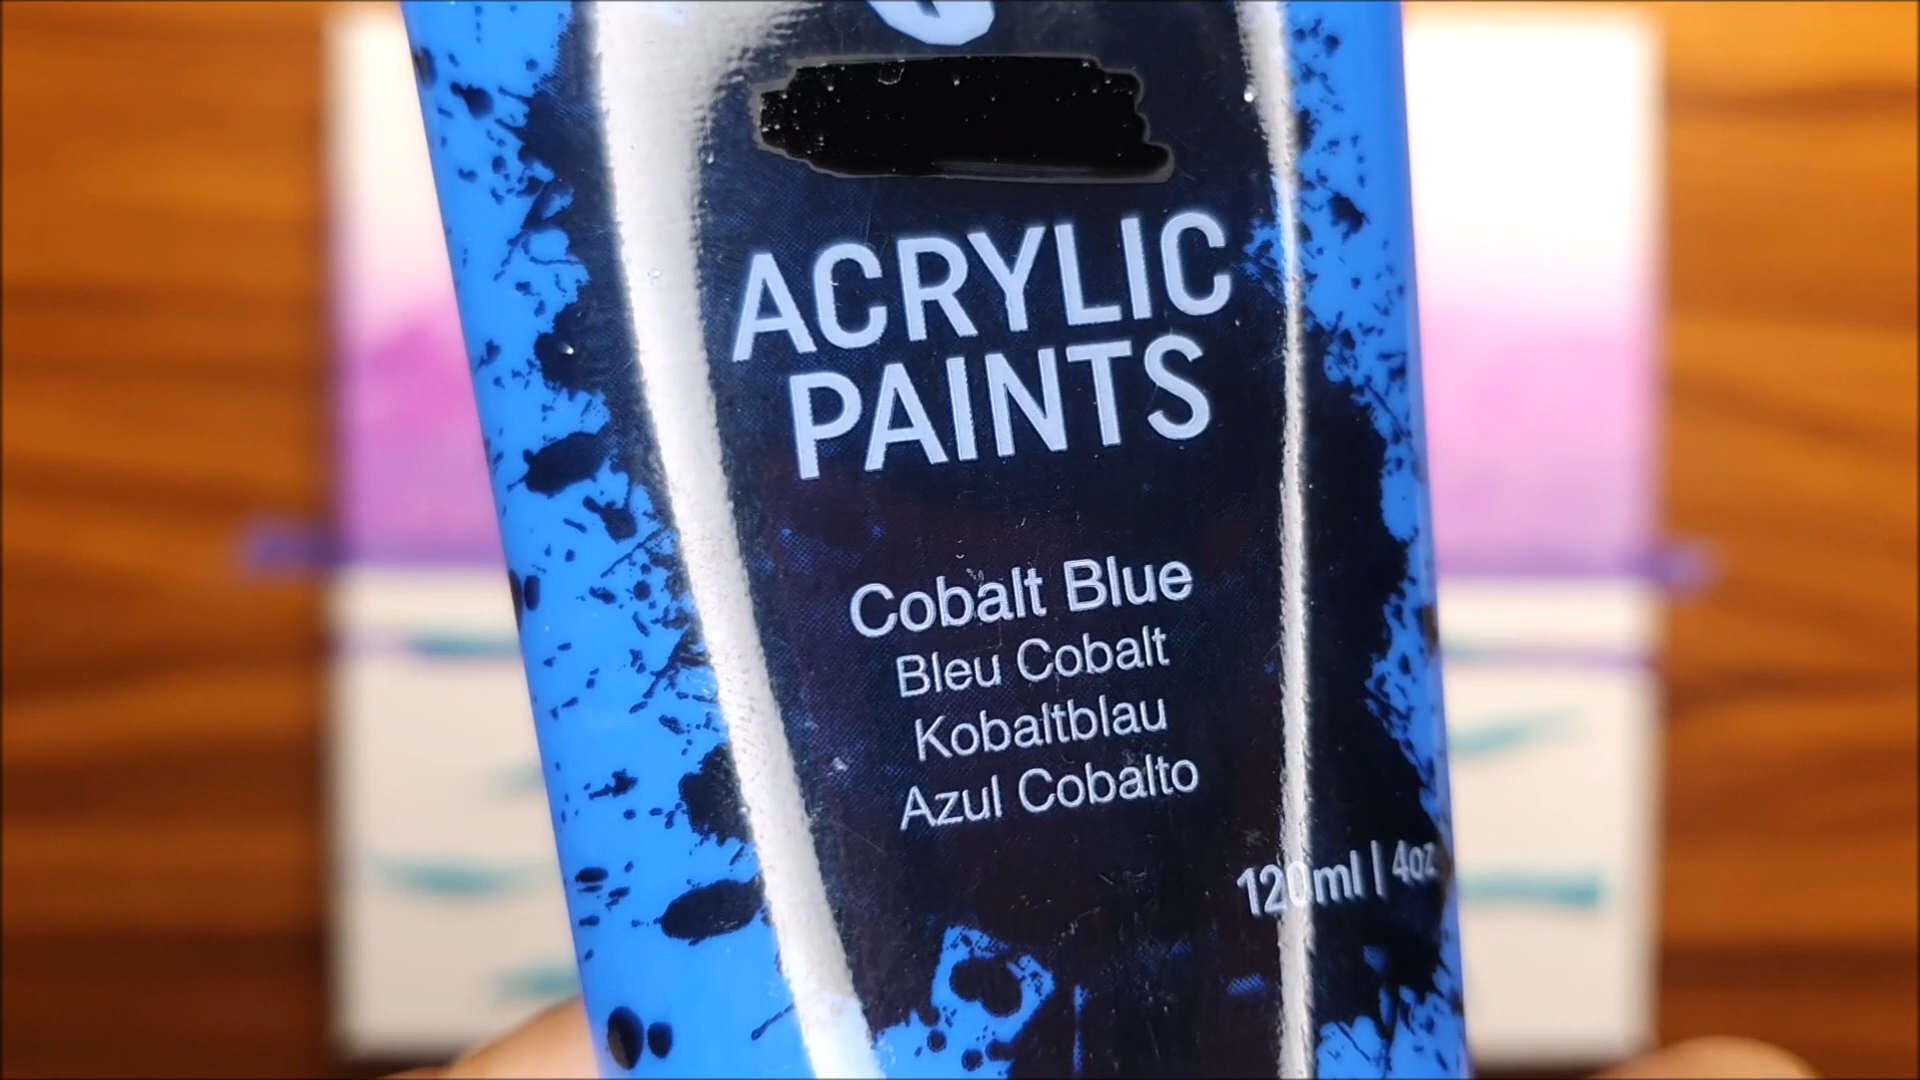 ACRYLIC
PAINTS
Cobalt Blue
Bleu Cobalt
Kobaltblau
Azul Cobalto
120ml | 4oz